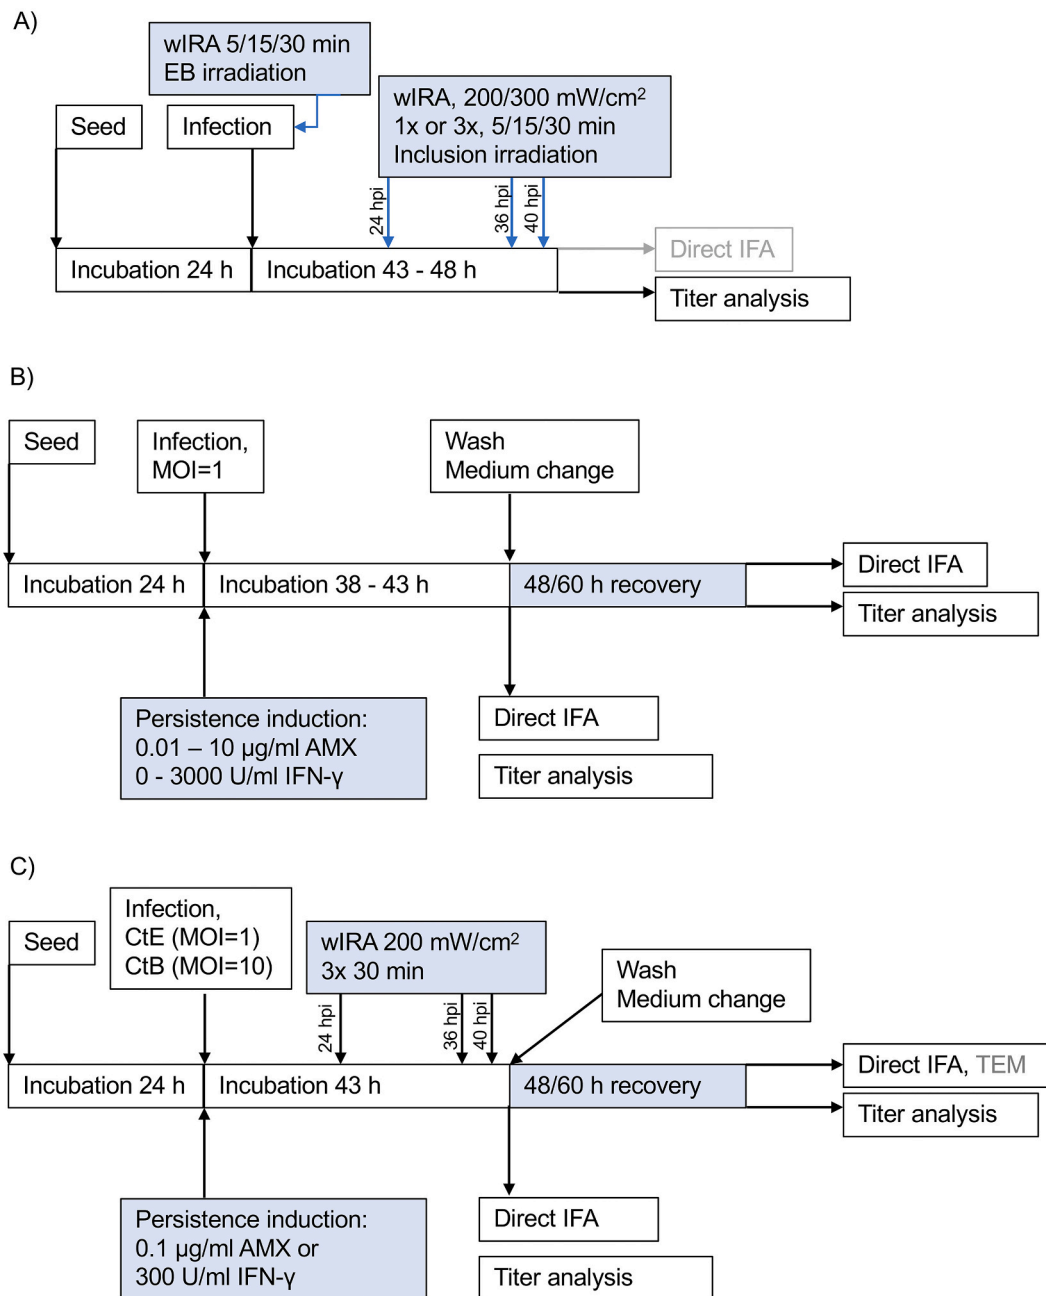 A)
wIRA 5/15/30 min
EB irradiation
wIRA, 200/300 mW/cm²
1x or 3x, 5/15/30 min
Inclusion irradiation
Seed
Infection
24 hpi
36 hpi
40 hpi
Incubation 24 h
Incubation 43 - 48 h
Direct IFA
Titer analysis
B)
Seed
Infection,
MOI=1
Wash
Medium change
Incubation 24 h
Incubation 38 - 43 h
48/60 h recovery
Direct IFA
Titer analysis
Persistence induction:
0.01 – 10 µg/ml AMX
0 - 3000 U/ml IFN-γ
Direct IFA
Titer analysis
C)
Seed
Infection,
CtE (MOI=1)
CtB (MOI=10)
wIRA 200 mW/cm²
3x 30 min
Wash
Medium change
24 hpi
36 hpi
40 hpi
Incubation 24 h
Incubation 43 h
48/60 h recovery
Direct IFA, TEM
Titer analysis
Persistence induction:
0.1 µg/ml AMX or
300 U/ml IFN-γ
Direct IFA
Titer analysis